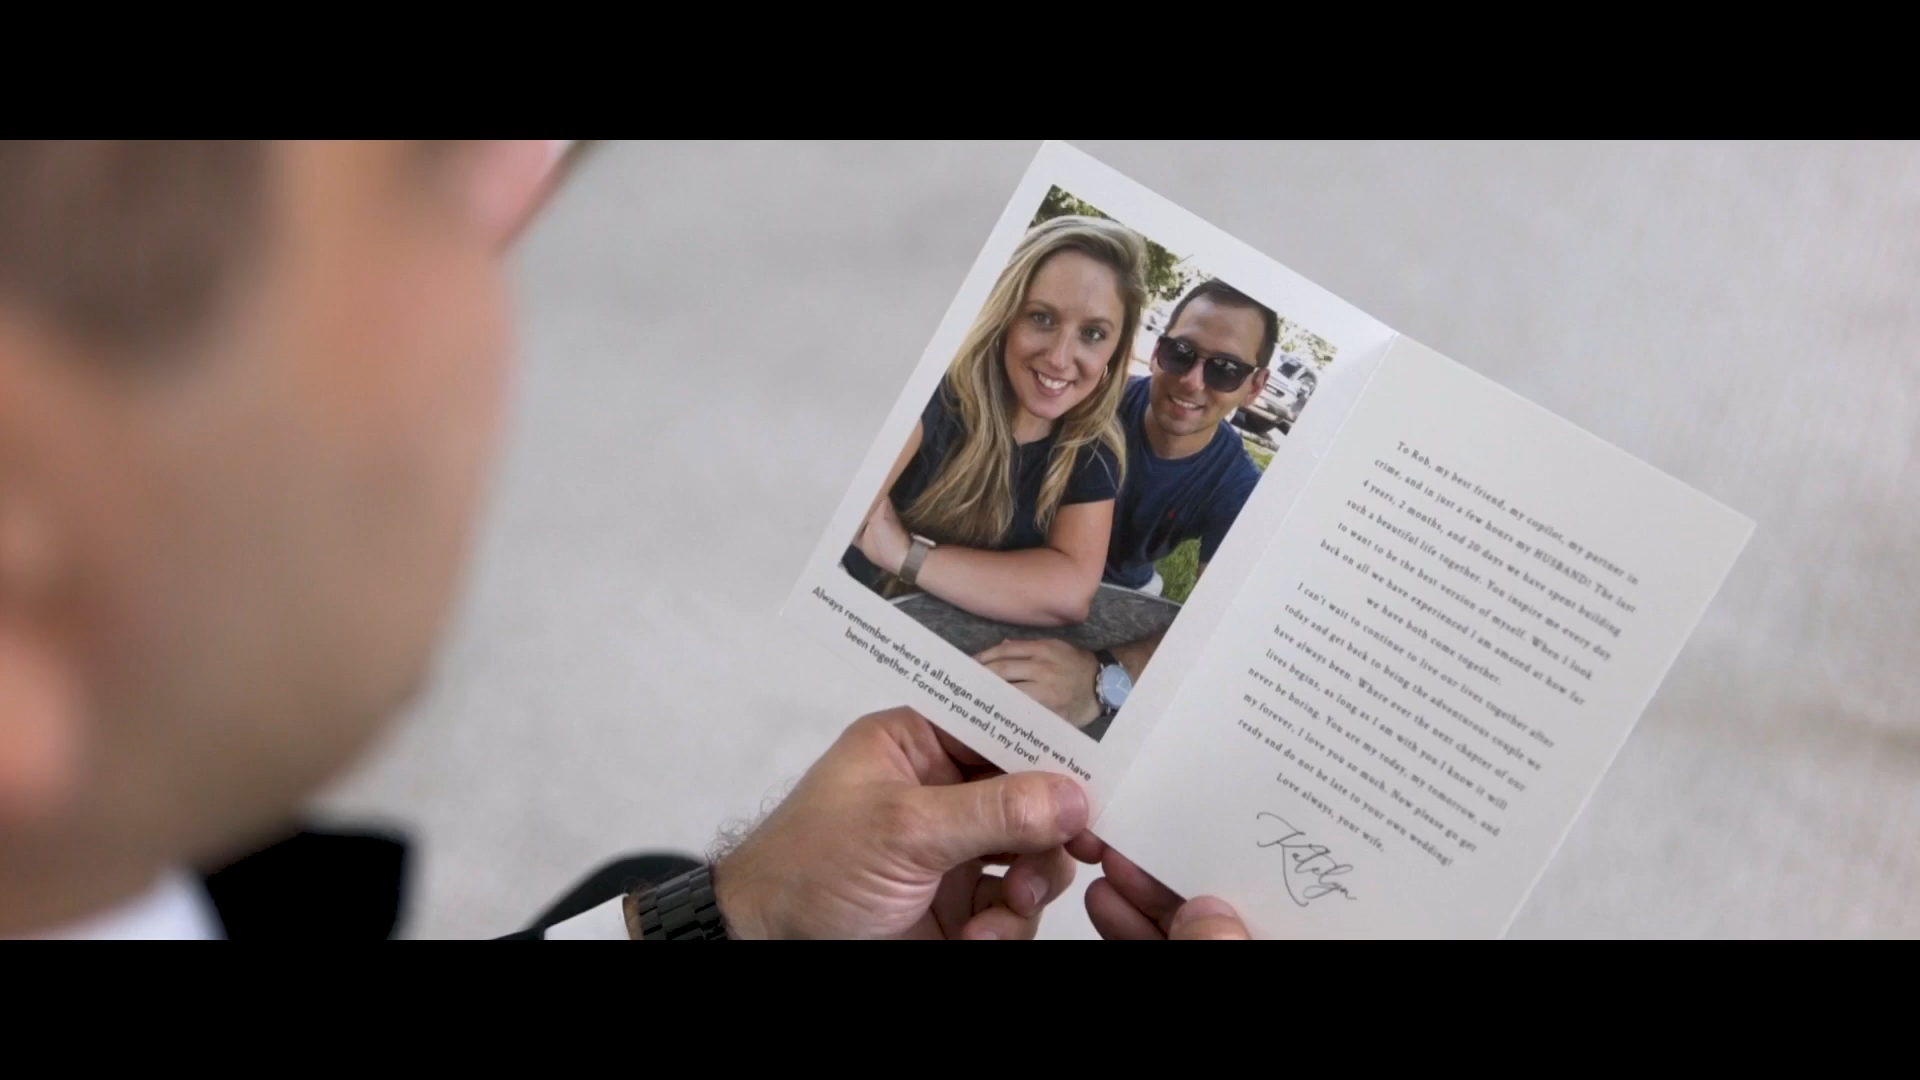 Always remember where it all began and everywhere we have
been together. Forever you and I, my love!
To Rob, my best friend, my copilot, my partner in
crime, and in just a few hours my HUSBAND! The last
4 years, 2 months, and 20 days we have spent building
such a beautiful life together. You inspire me every day
to want to be the best version of myself. When I look
back on all we have experienced I am amazed at how far
we have both come together.
I can't wait to continue to live our lives together after
today and get back to being the adventurous couple we
have always been. Where ever the next chapter of our
lives begins, as long as I am with you I know it will
never be boring. You are my today, my tomorrow, and
my forever, I love you so much. Now please go get
ready and do not be late to your own wedding!
Love always, your wife,
Katelyn